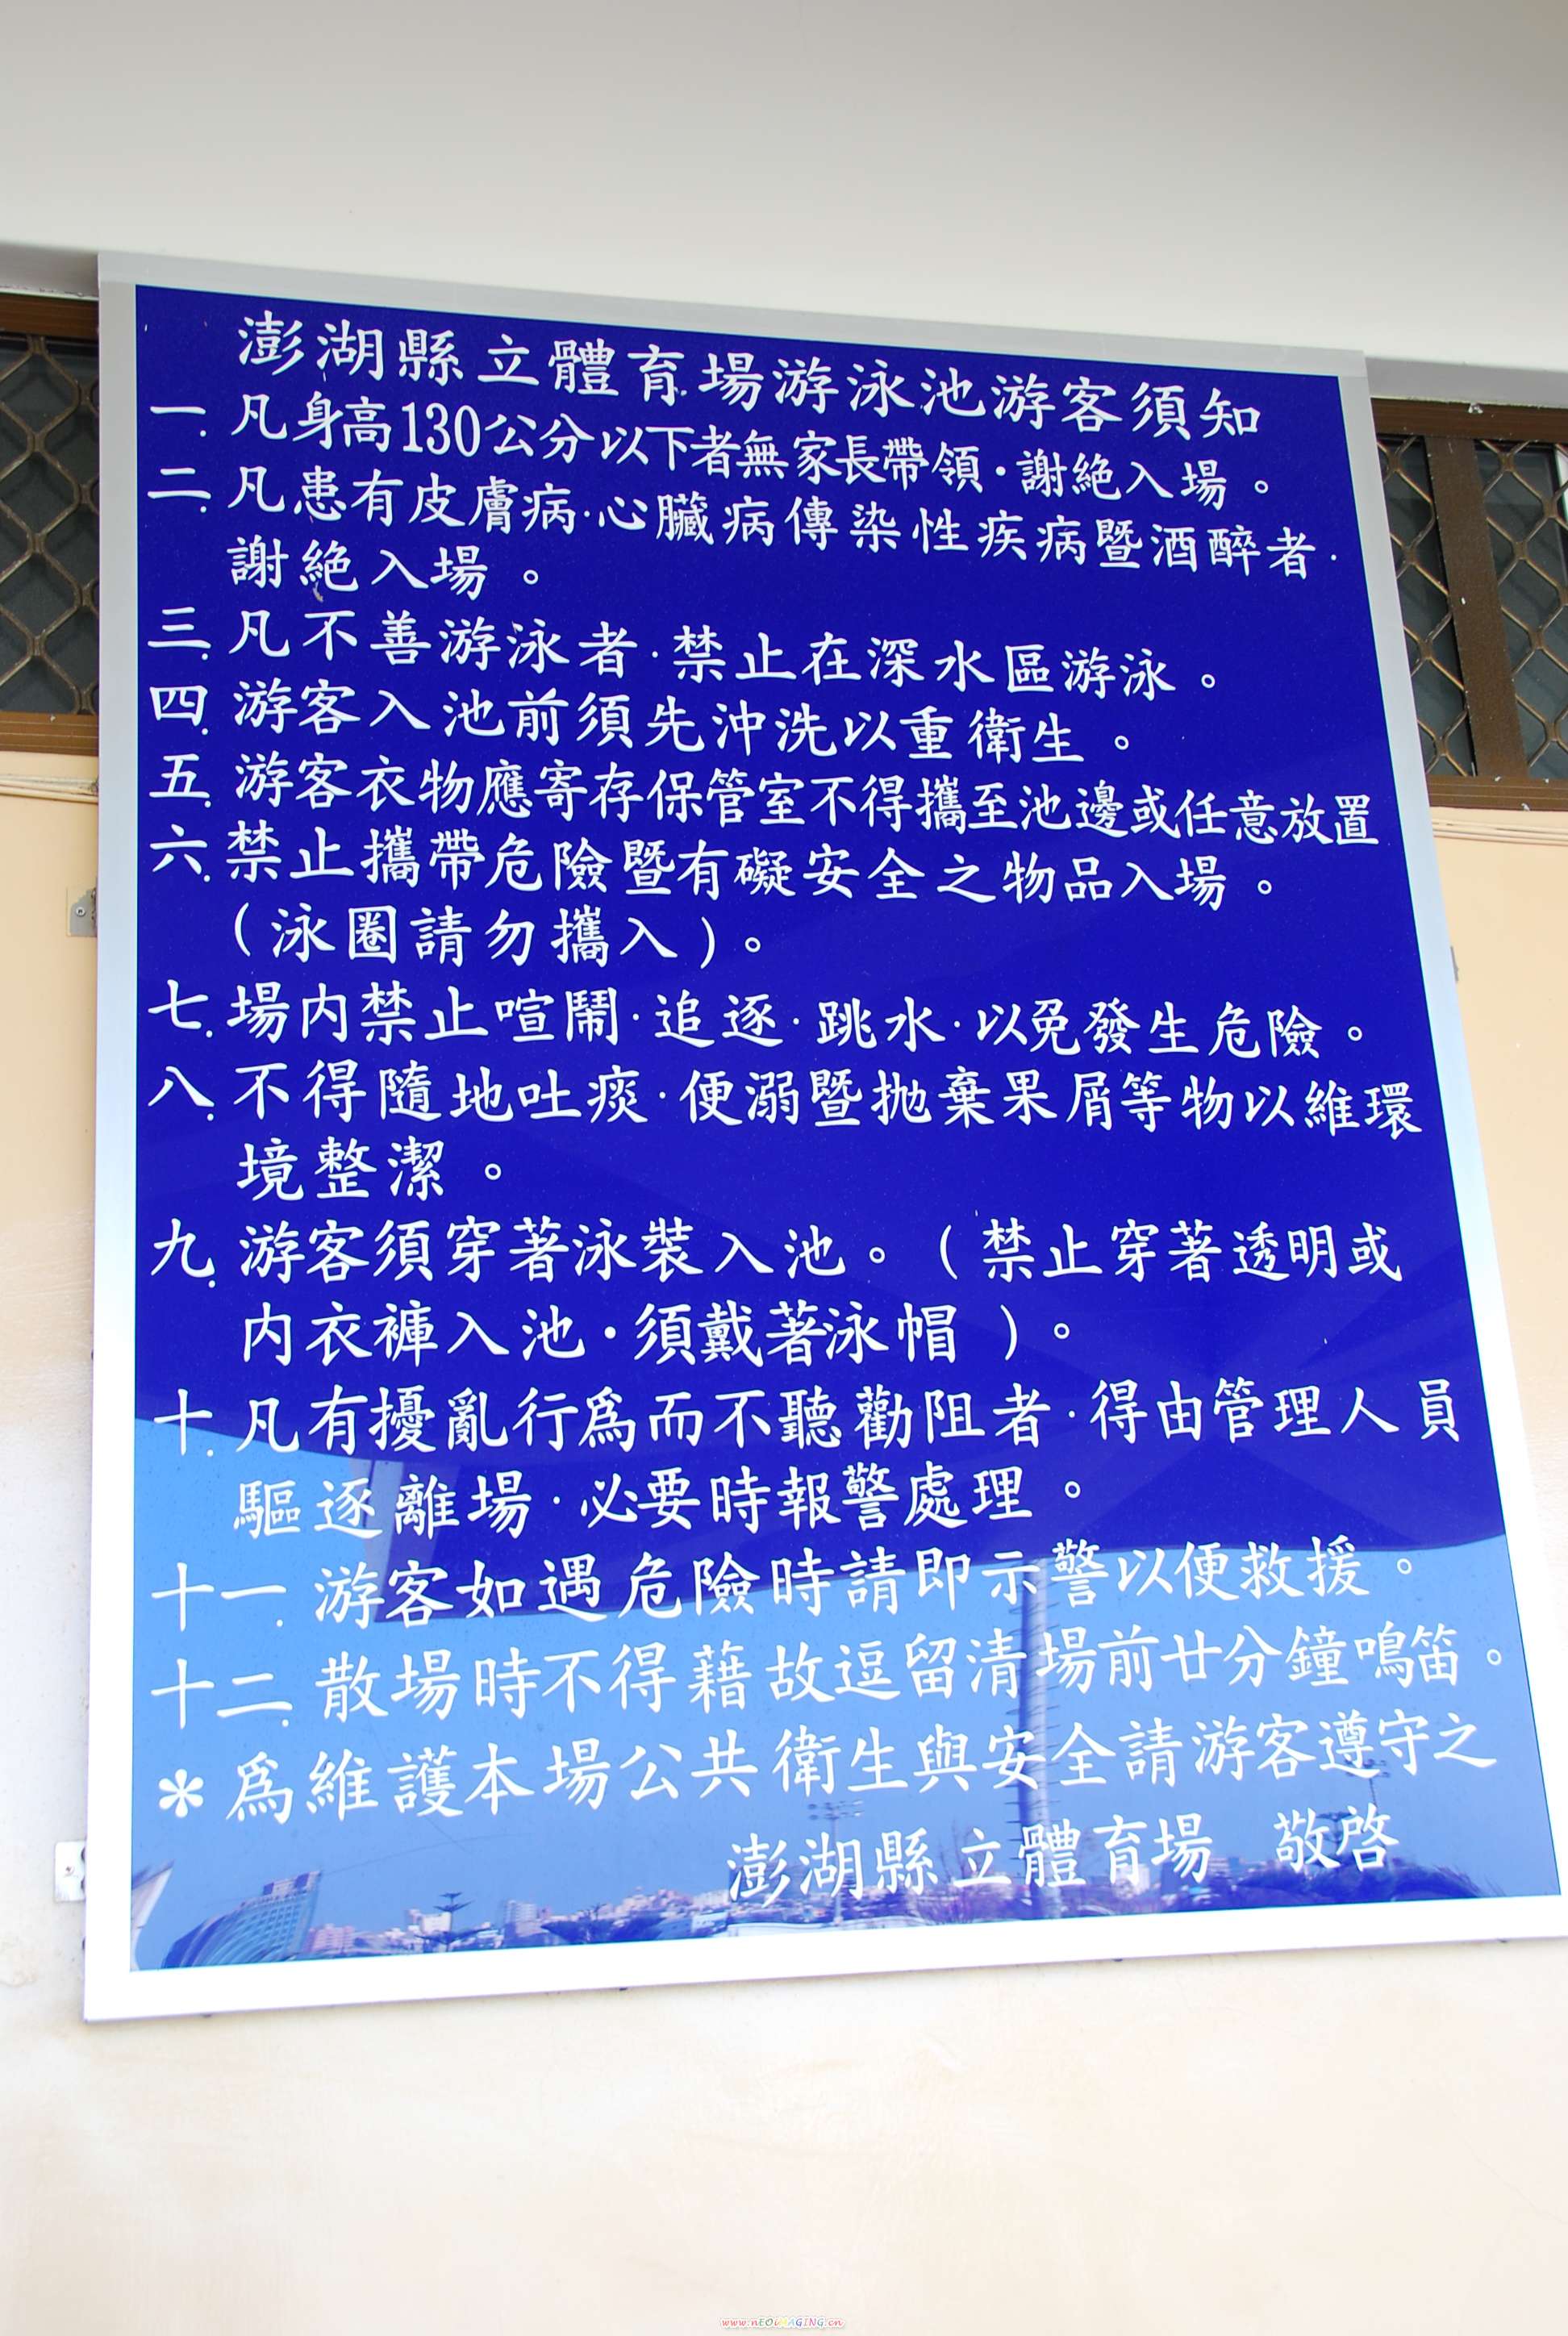 澎湖縣立體育場游泳池游客須知
一.凡身高130公分以下者無家長帶領·謝絕入場。
二.凡患有皮膚病·心臟病傳染性疾病暨酒醉者·
謝絕入場。
三.凡不善游泳者·禁止在深水區游泳。
四.游客入池前須先沖洗以重衛生。
五.游客衣物應寄存保管室不得攜至池邊或任意放置
六.禁止攜帶危險暨有礙安全之物品入場。
(泳圈請勿攜入)。
七.場內禁止喧鬧·追逐·跳水·以免發生危險。
八.不得隨地吐痰·便溺暨拋棄果屑等物以維環
境整潔。
九.游客須穿著泳裝入池。(禁止穿著透明或
內衣褲入池·須戴著泳帽)。
十.凡有擾亂行為而不聽勸阻者·得由管理人員
驅逐離場·必要時報警處理。
十一.游客如遇危險時請即示警以便救援。
十二.散場時不得藉故逗留清場前廿分鐘鳴笛。
*為維護本場公共衛生與安全請游客遵守之
澎湖縣立體育場 敬啓
www.nEOiMAGING.cn